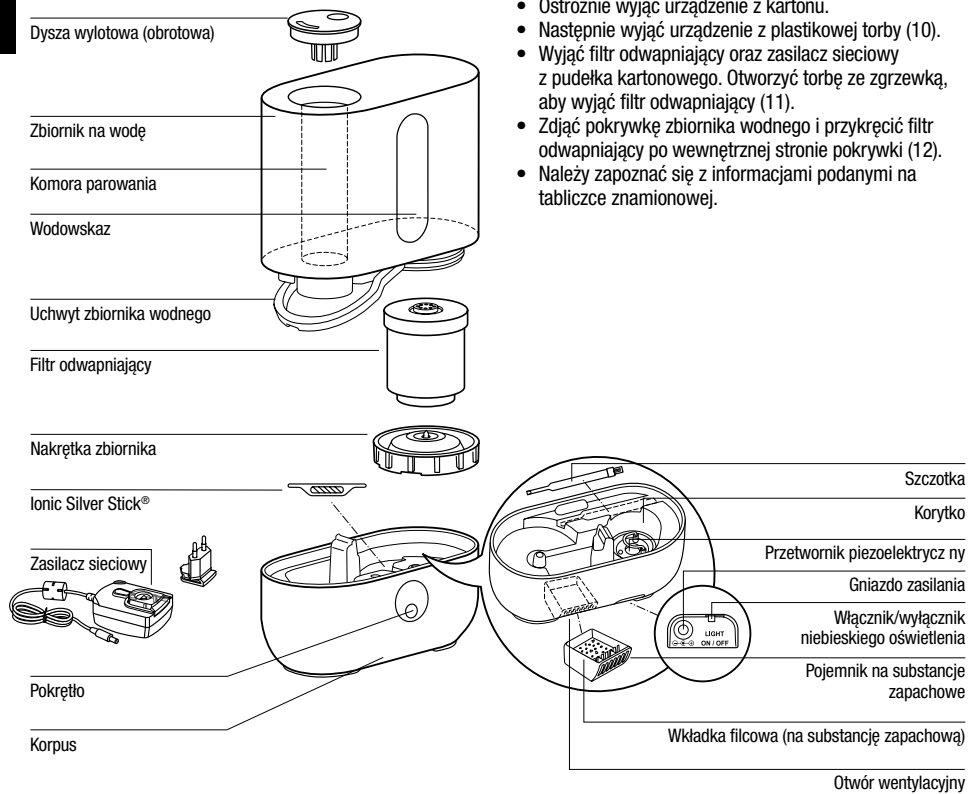 Dysza wylotowa (obrotowa)
Zbiornik na wodę
Komora parowania
Wodowskaz
Uchwyt zbiornika wodnego
Filtr odwapniający
Nakrętka zbiornika
Ionic Silver Stick®
Zasilacz sieciowy
Pokrętło
Korpus
• Ostrożnie wyjąć urządzenie z kartonu.
• Następnie wyjąć urządzenie z plastikowej torby (10).
• Wyjąć filtr odwapniający oraz zasilacz sieciowy
z pudełka kartonowego. Otworzyć torbę ze zgrzewką,
aby wyjąć filtr odwapniający (11).
• Zdjąć pokrywkę zbiornika wodnego i przykręcić filtr
odwapniający po wewnętrznej stronie pokrywki (12).
• Należy zapoznać się z informacjami podanymi na
tabliczce znamionowej.
Szczotka
Korytko
Przetwornik piezoelektrycz ny
Gniazdo zasilania
Włącznik/wyłącznik
niebieskiego oświetlenia
LIGHT
ON / OFF
Pojemnik na substancje
zapachowe
Wkładka filcowa (na substancję zapachową)
Otwór wentylacyjny